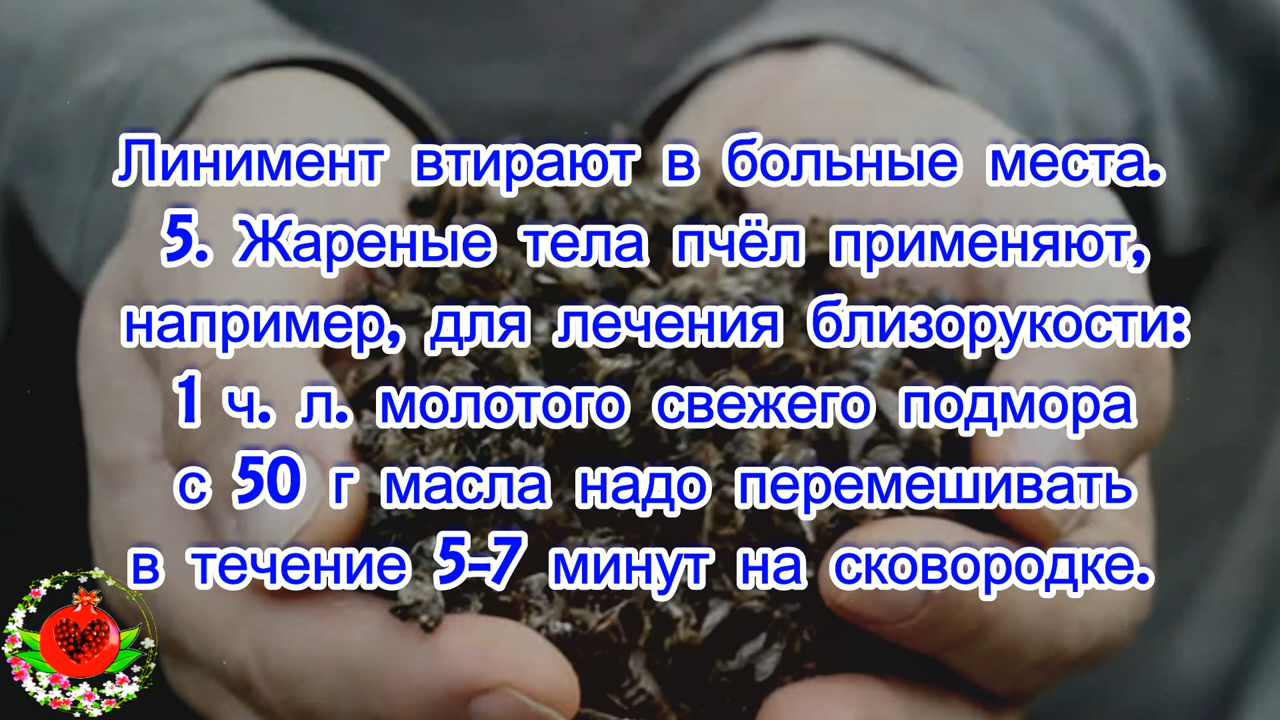 Линимент втирают в больные места.
5. Жареные тела пчёл применяют,
например, для лечения близорукости:
1 ч. л. молотого свежего подмора
с 50 г масла надо перемешивать
в течение 5-7 минут на сковородке.